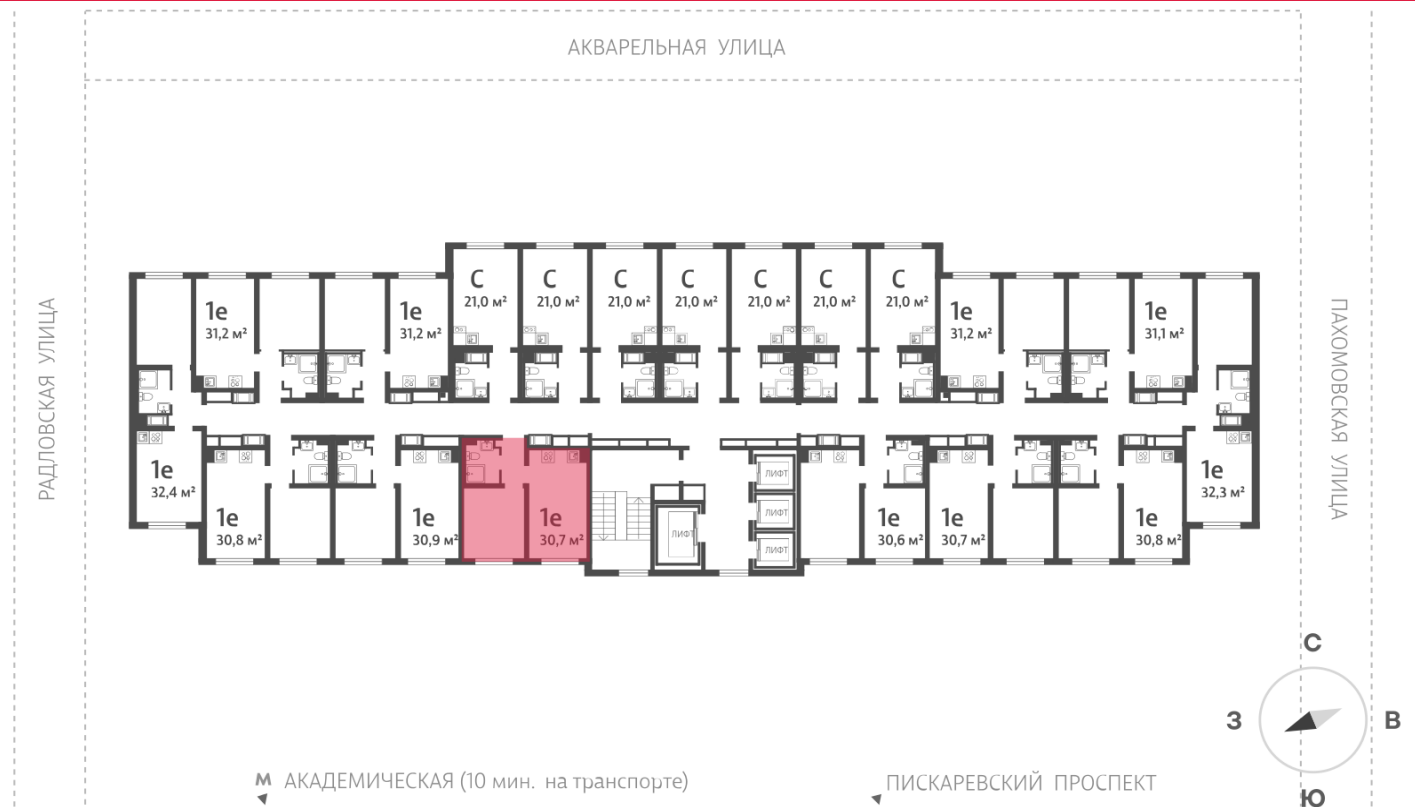 АКВАРЕЛЬНАЯ УЛИЦА
РАДЛОВСКАЯ УЛИЦА
ПАХОМОВСКАЯ УЛИЦА
С
21,0 м²
С
21,0 м²
С
21,0 м²
С
21,0 м²
С
21,0 м²
С
21,0 м²
С
21,0 м²
1е
31,2 м²
1е
31,2 м²
1е
31,2 м²
1е
31,1 м²
1е
32,4 м²
1е
30,8 м²
1е
30,9 м²
1е
30,7 м²
ЛИФТ
ЛИФТ
ЛИФТ
ЛИФТ
1е
30,6 м²
1е
30,7 м²
1е
30,8 м²
1е
32,3 м²
С
З
В
Ю
М АКАДЕМИЧЕСКАЯ (10 мин. на транспорте)
ПИСКАРЕВСКИЙ ПРОСПЕКТ